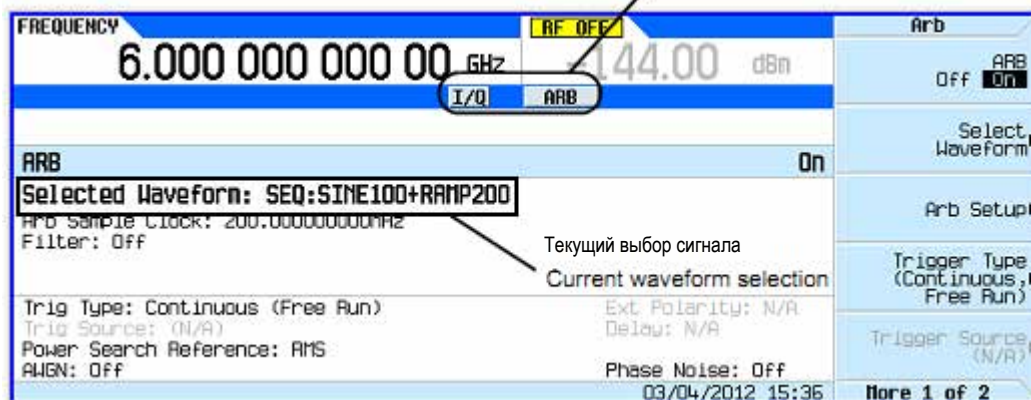 FREQUENCY
RF OFF
6.000 000 000 00 GHz
-144.00 dBm
I/Q ARB
ARB On
Selected Waveform: SEQ:SINE100+RAMP200
Arb Sample Clock: 200.000000000MHz
Filter: Off
Текущий выбор сигнала
Current waveform selection
Trig Type: Continuous (Free Run)
Ext Polarity: N/A
Trig Source: (N/A)
Delay: N/A
Power Search Reference: RMS
AWGN: Off
Phase Noise: Off
03/04/2012 15:36
Arb
ARB
Off On
Select
Waveform
Arb Setup
Trigger Type
(Continuous,
Free Run)
Trigger Source
(N/A)
More 1 of 2